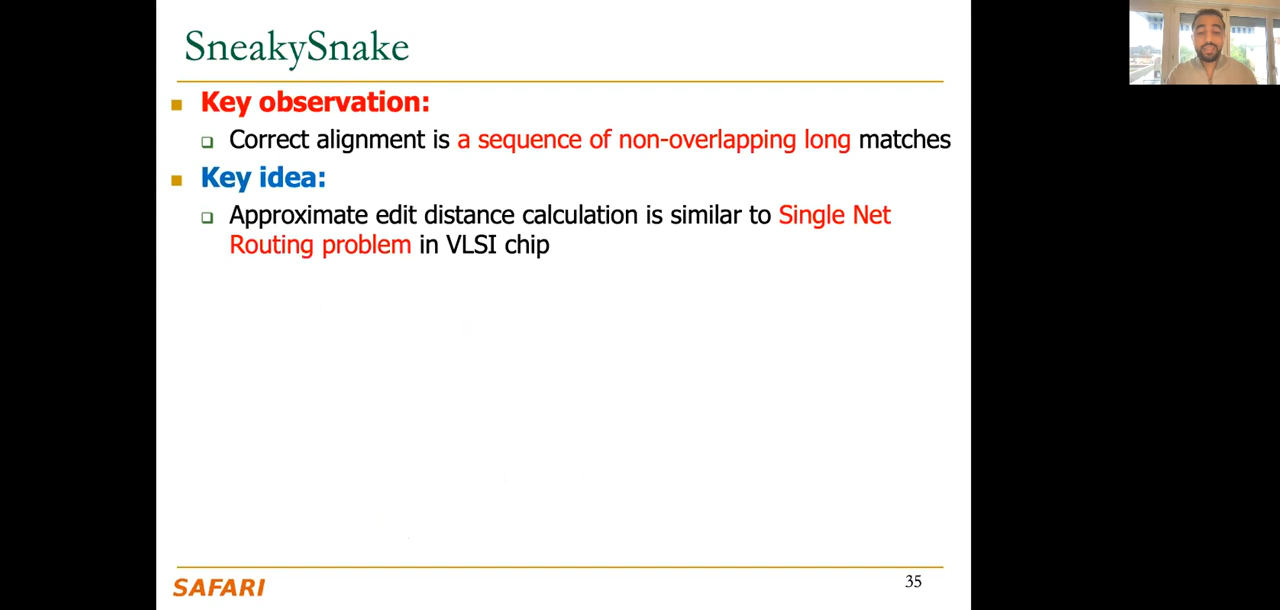 SneakySnake
Key observation:
Correct alignment is a sequence of non-overlapping long matches
Key idea:
Approximate edit distance calculation is similar to Single Net
Routing problem in VLSI chip
SAFARI
35